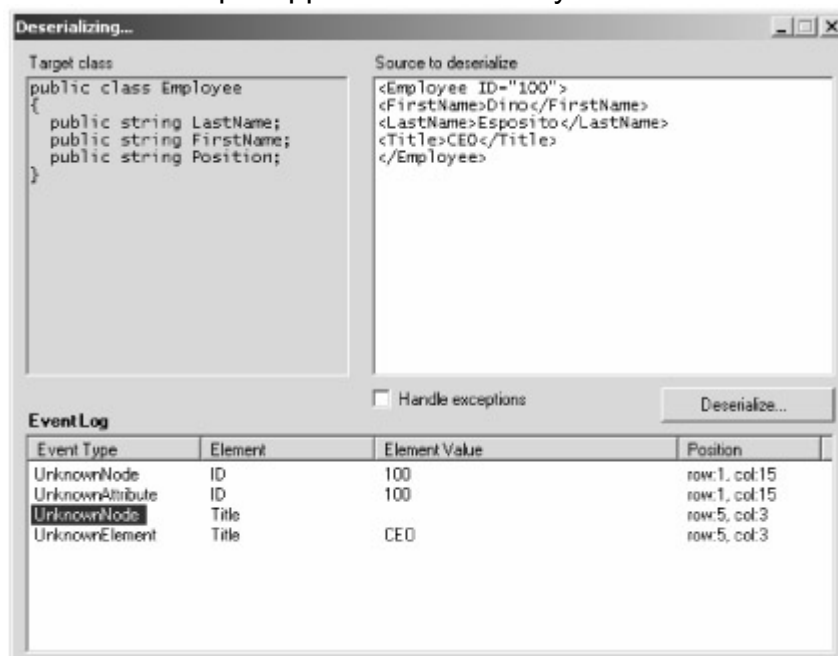 Deserializing...
Target class
public class Employee
{
public string LastName;
public string FirstName;
public string Position;
}
Source to deserialize
<Employee ID="100">
<FirstName>Dino</FirstName>
<LastName>Esposito</LastName>
<Title>CEO</Title>
</Employee>
Handle exceptions
Deserialize...
Event Log
Event Type Element Element Value Position
UnknownNode ID 100 row:1, col:15
UnknownAttribute ID 100 row:1, col:15
UnknownNode Title row:5, col:3
UnknownElement Title CEO row:5, col:3